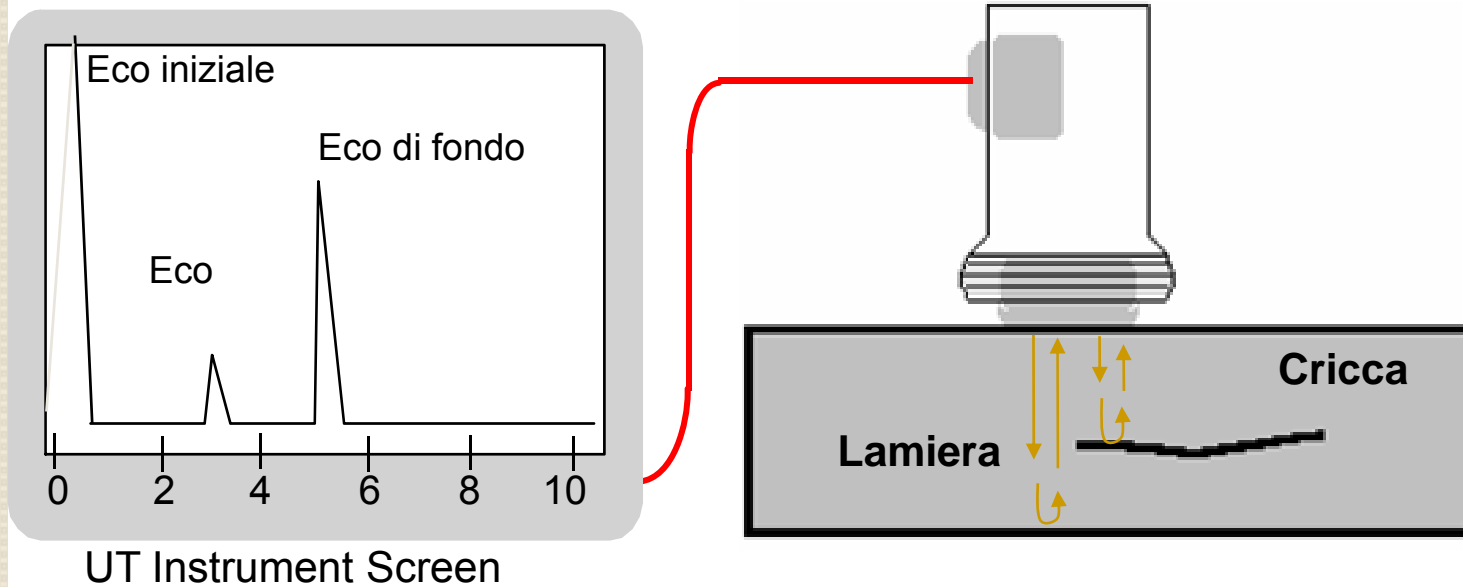 Eco iniziale
Eco di fondo
Eco
0 2 4 6 8 10
UT Instrument Screen
Cricca
Lamiera